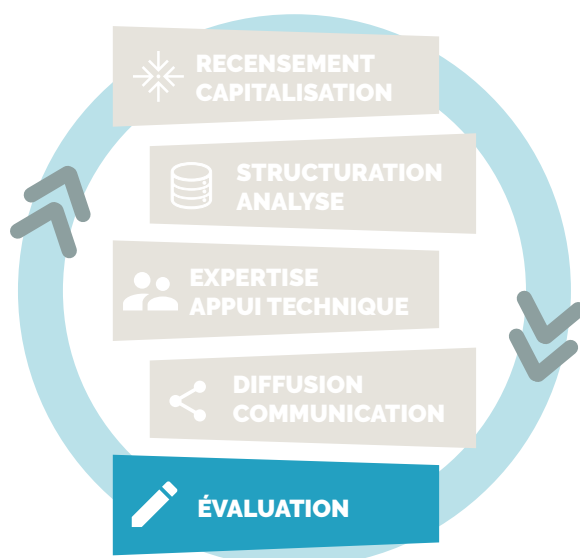 RECENSEMENT
CAPITALISATION
STRUCTURATION
ANALYSE
EXPERTISE
APPUI TECHNIQUE
DIFFUSION
COMMUNICATION
ÉVALUATION